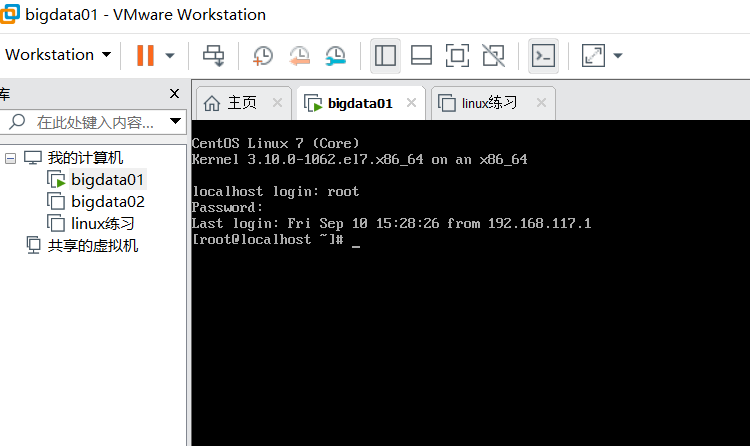 bigdata01 - VMware Workstation
Workstation
库
在此处键入内容...
我的计算机
bigdata01
bigdata02
linux练习
共享的虚拟机
主页
bigdata01
linux练习
CentOS Linux 7 (Core)
Kernel 3.10.0-1062.el7.x86_64 on an x86_64
localhost login: root
Password:
Last login: Fri Sep 10 15:28:26 from 192.168.117.1
[root@localhost ~]# _